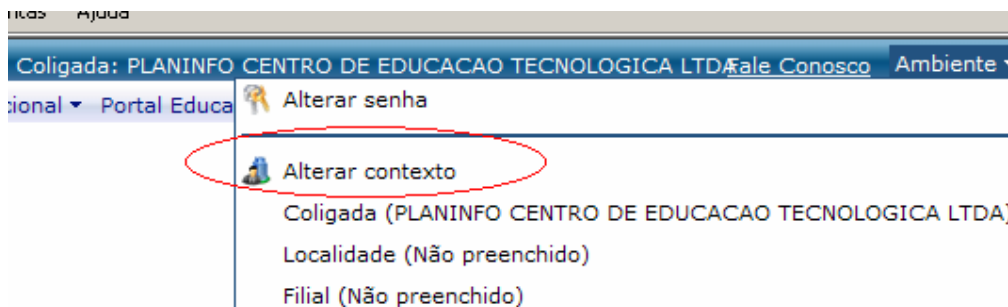 Ajuda
Coligada: PLANINFO CENTRO DE EDUCACAO TECNOLOGICA LTDA Fale Conosco Ambiente
cional Portal Educa
Alterar senha
Alterar contexto
Coligada (PLANINFO CENTRO DE EDUCACAO TECNOLOGICA LTDA)
Localidade (Não preenchido)
Filial (Não preenchido)